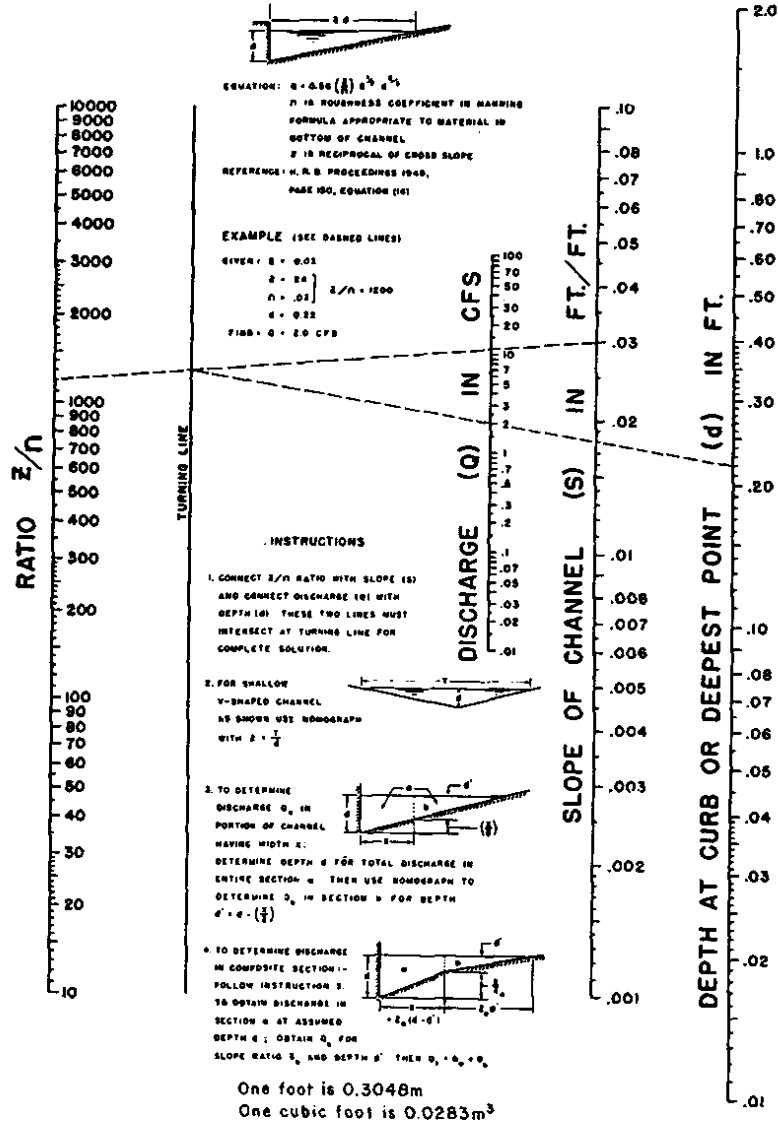 z d
d
EQUATION: Q = 0.56 (Z/n) S^1/2 d^8/3
n IS ROUGHNESS COEFFICIENT IN MANNING
FORMULA APPROPRIATE TO MATERIAL IN
BOTTOM OF CHANNEL
Z IS RECIPROCAL OF CROSS SLOPE
REFERENCE: H. R. B. PROCEEDINGS 1946,
PAGE 150, EQUATION (14)
EXAMPLE (SEE DASHED LINES)
GIVEN: S = 0.03
Z = 24
n = .02
Z/n = 1200
d = 0.22
FIND: Q = 2.0 CFS
RATIO Z/n
10000
9000
8000
7000
6000
5000
4000
3000
2000
1000
900
800
700
600
500
400
300
200
100
90
80
70
60
50
40
30
20
10
TURNING LINE
DISCHARGE (Q) IN CFS
100
70
50
30
20
10
7
5
3
2
1
.7
.5
.3
.2
.1
.07
.05
.03
.02
.01
SLOPE OF CHANNEL (S) IN FT./FT.
.10
.08
.07
.06
.05
.04
.03
.02
.01
.008
.007
.006
.005
.004
.003
.002
.001
DEPTH AT CURB OR DEEPEST POINT (d) IN FT.
2.0
1.0
.80
.70
.60
.50
.40
.30
.20
.10
.08
.07
.06
.05
.04
.03
.02
.01
INSTRUCTIONS
1. CONNECT Z/n RATIO WITH SLOPE (S)
AND CONNECT DISCHARGE (Q) WITH
DEPTH (d). THESE TWO LINES MUST
INTERSECT AT TURNING LINE FOR
COMPLETE SOLUTION.
2. FOR SHALLOW
V-SHAPED CHANNEL
AS SHOWN USE NOMOGRAPH
WITH Z = T/d
T
d
3. TO DETERMINE
DISCHARGE Qx IN
PORTION OF CHANNEL
HAVING WIDTH X:
DETERMINE DEPTH d FOR TOTAL DISCHARGE IN
ENTIRE SECTION a. THEN USE NOMOGRAPH TO
DETERMINE Qb IN SECTION b FOR DEPTH
d' = d - (X/Z)
a
b
d'
d
x
(X/Z)
4. TO DETERMINE DISCHARGE
IN COMPOSITE SECTION:-
FOLLOW INSTRUCTION 3.
TO OBTAIN DISCHARGE IN
SECTION a AT ASSUMED
DEPTH d; OBTAIN Qb FOR
SLOPE RATIO Zb AND DEPTH d'. THEN QT = Qa + Qb
a
b
d'
d
= Za (d-d')
Zb d'
One foot is 0.3048m
One cubic foot is 0.0283m³